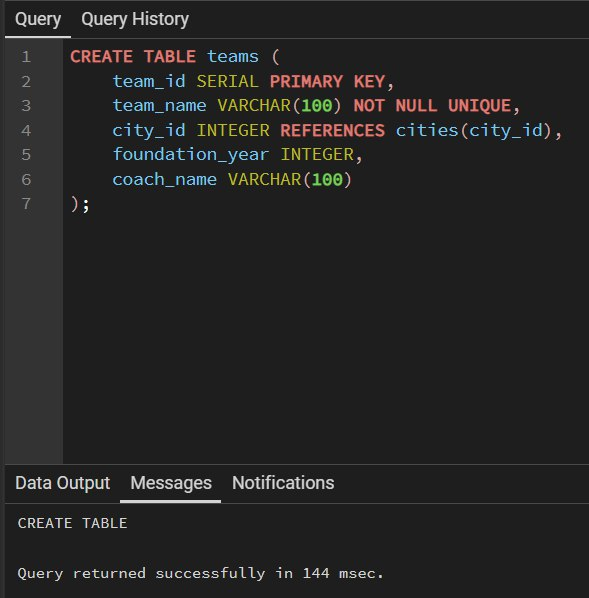 Query Query History
1 CREATE TABLE teams (
2 team_id SERIAL PRIMARY KEY,
3 team_name VARCHAR(100) NOT NULL UNIQUE,
4 city_id INTEGER REFERENCES cities(city_id),
5 foundation_year INTEGER,
6 coach_name VARCHAR(100)
7 );
Data Output Messages Notifications
CREATE TABLE
Query returned successfully in 144 msec.